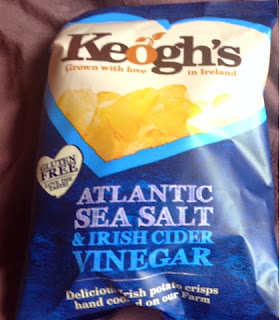 Keogh's
Grown with love in Ireland
GLUTEN
FREE
ATLANTIC
SEA SALT
& IRISH CIDER
VINEGAR
Delicious Irish potato crisps
hand cooked on our Farm